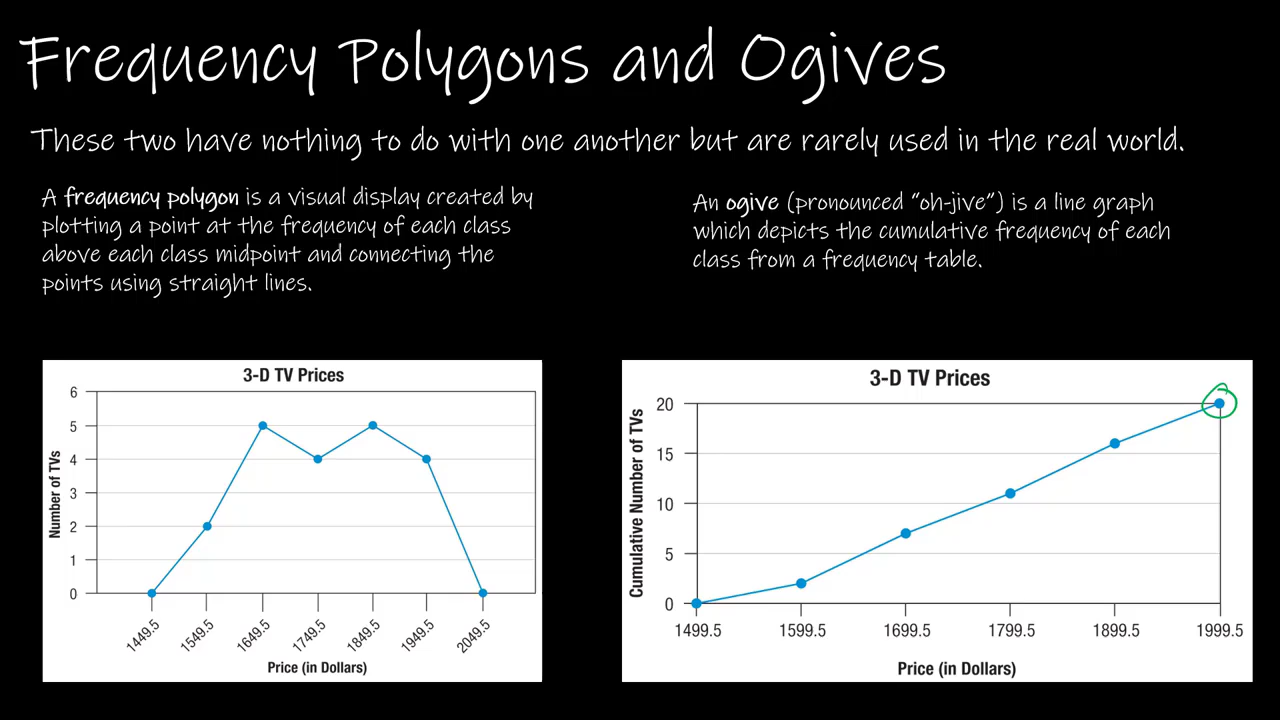 Frequency Polygons and Ogives
These two have nothing to do with one another but are rarely used in the real world.
A frequency polygon is a visual display created by
plotting a point at the frequency of each class
above each class midpoint and connecting the
points using straight lines.
An ogive (pronounced “oh-jive”) is a line graph
which depicts the cumulative frequency of each
class from a frequency table.
3-D TV Prices
Number of TVs
6
5
4
3
2
1
0
1449.5
1549.5
1649.5
1749.5
1849.5
1949.5
2049.5
Price (in Dollars)
3-D TV Prices
Cumulative Number of TVs
20
15
10
5
0
1499.5
1599.5
1699.5
1799.5
1899.5
1999.5
Price (in Dollars)